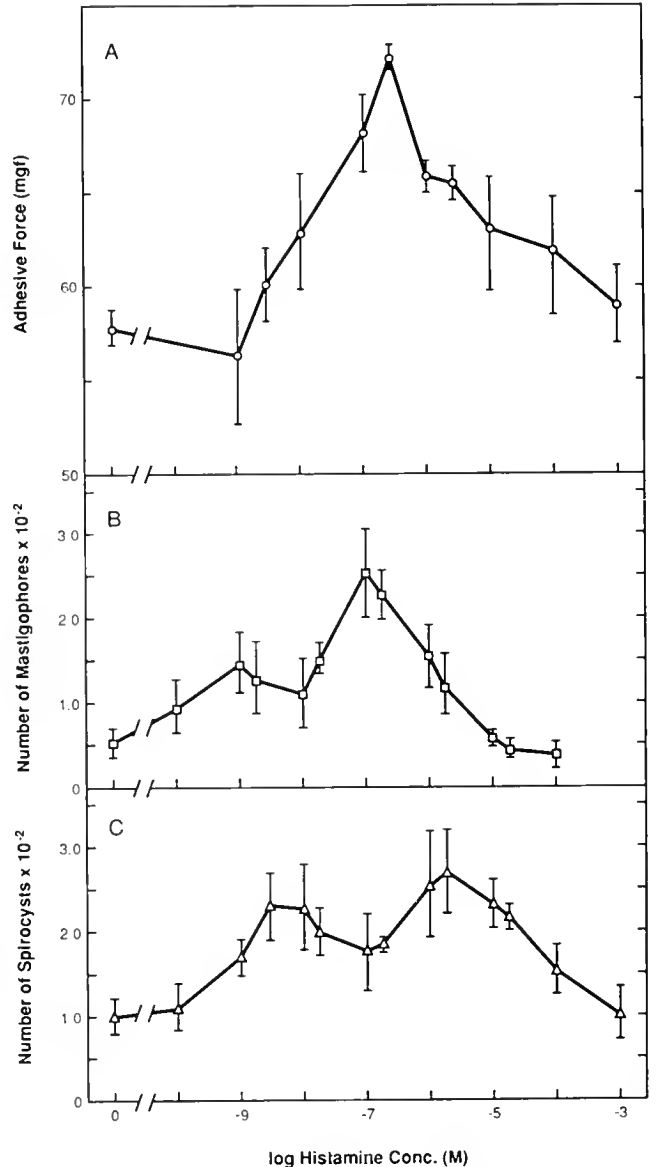 A
70
60
50
Adhesive Force (mgf)
B
3 0
2 0
1.0
0
Number of Mastigophores x 10-2
C
3.0
2 0
1 0
0
Number of Spirocysts x 10-2
0 -9 -7 -5 -3
log Histamine Conc. (M)